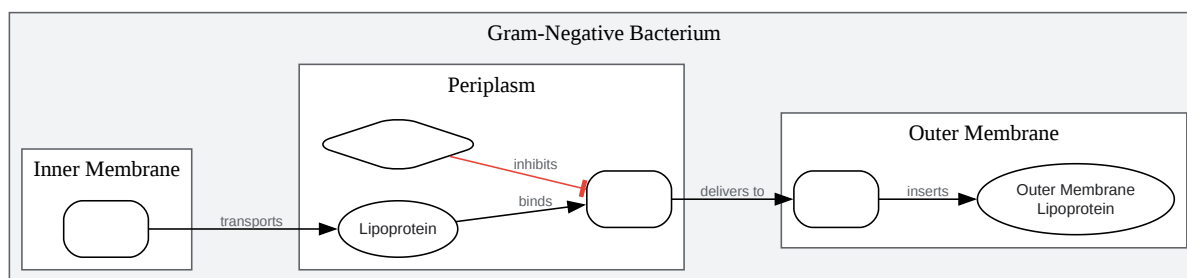 Gram-Negative Bacterium
Periplasm
Outer Membrane
Inner Membrane
inhibits
transports
Lipoprotein
binds
delivers to
inserts
Outer Membrane
Lipoprotein